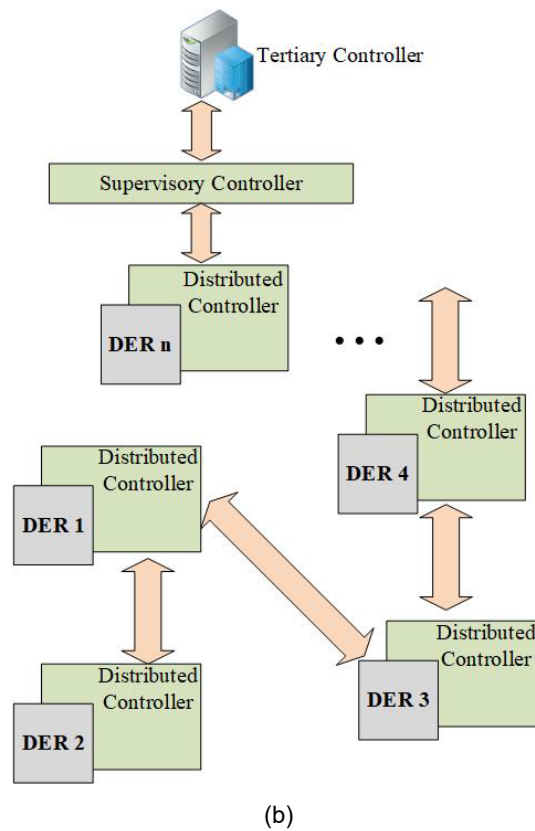 Tertiary Controller
Supervisory Controller
Distributed
Controller
DER n
• • •
Distributed
Controller
DER 4
Distributed
Controller
DER 1
Distributed
Controller
DER 3
Distributed
Controller
DER 2
(b)